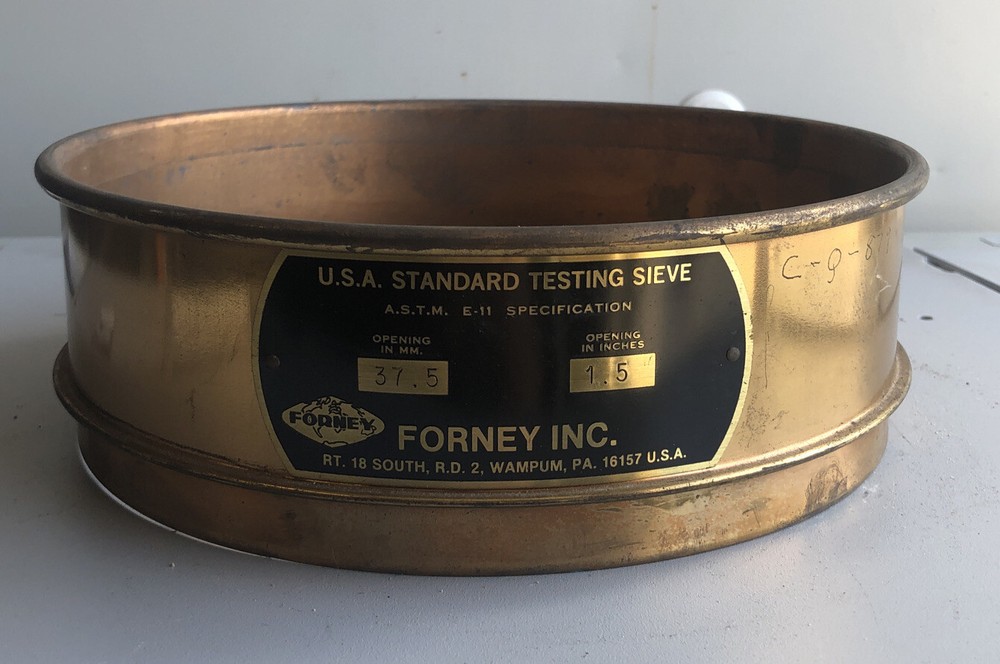 U.S.A. STANDARD TESTING SIEVE
A.S.T.M. E-11 SPECIFICATION
OPENING
IN MM.
37.5
OPENING
IN INCHES
1.5
FORNEY
FORNEY INC.
RT. 18 SOUTH, R.D. 2, WAMPUM, PA. 16157 U.S.A.